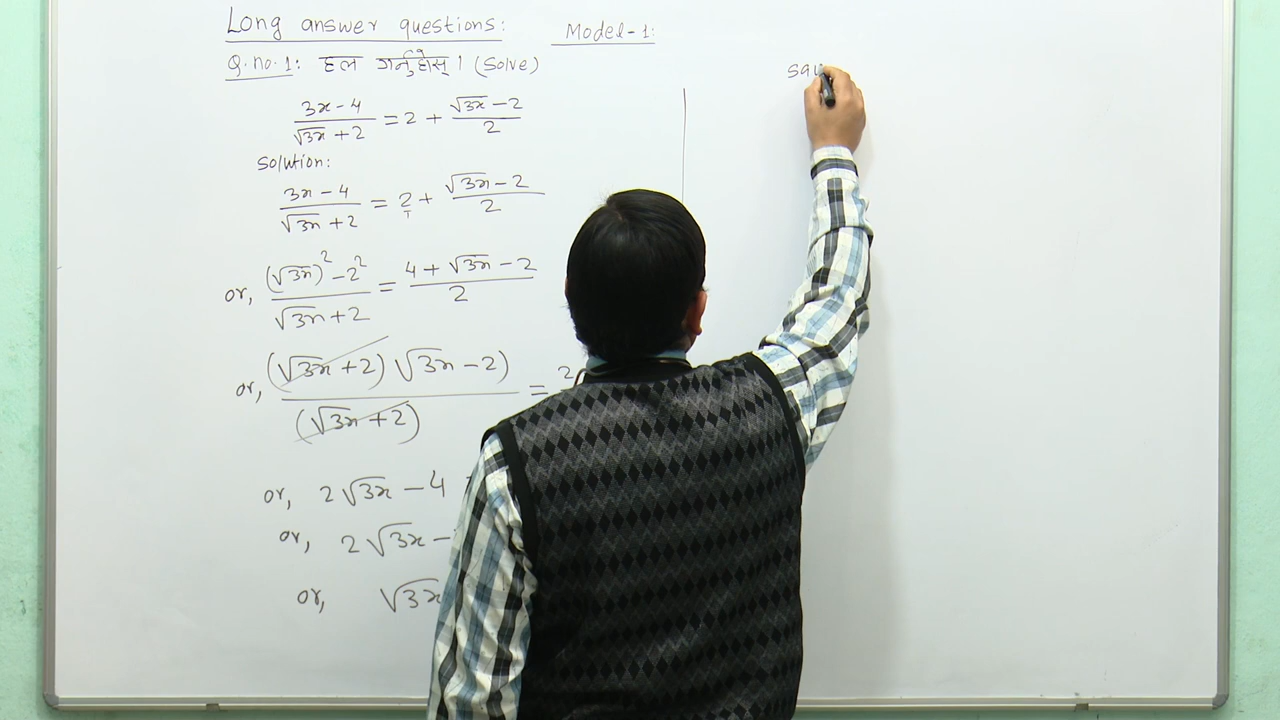 Long answer questions:
Model-1:
Q.no.1: हल गर्नुहोस् । (Solve)
(3x-4)/(√3x+2) = 2 + (√3x-2)/2
Solution:
(3x-4)/(√3x+2) = 2/1 + (√3x-2)/2
or, ((√3x)²-2²)/(√3x+2) = (4+√3x-2)/2
or, (√3x+2)(√3x-2)/(√3x+2) = 2
or, 2√3x-4
or, 2√3x-
or, √3x
squ